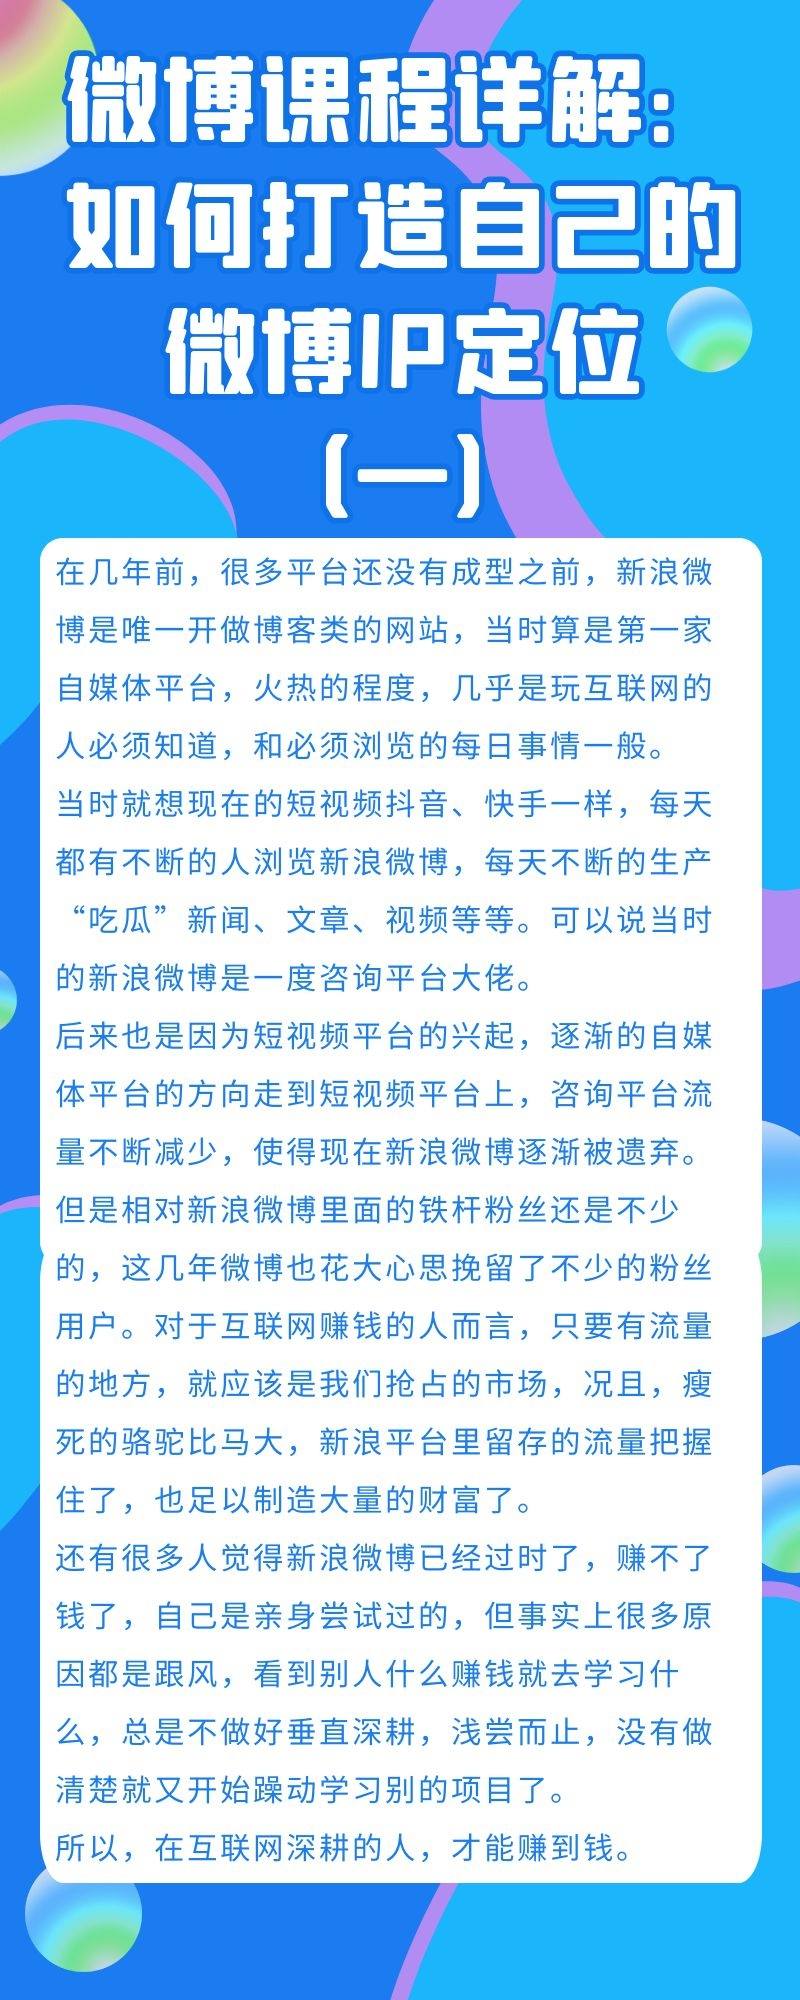 微博课程详解：
如何打造自己的
微博IP定位
（一）
在几年前，很多平台还没有成型之前，新浪微
博是唯一开做博客类的网站，当时算是第一家
自媒体平台，火热的程度，几乎是玩互联网的
人必须知道，和必须浏览的每日事情一般。
当时就想现在的短视频抖音、快手一样，每天
都有不断的人浏览新浪微博，每天不断的生产
“吃瓜”新闻、文章、视频等等。可以说当时
的新浪微博是一度咨询平台大佬。
后来也是因为短视频平台的兴起，逐渐的自媒
体平台的方向走到短视频平台上，咨询平台流
量不断减少，使得现在新浪微博逐渐被遗弃。
但是相对新浪微博里面的铁杆粉丝还是不少
的，这几年微博也花大心思挽留了不少的粉丝
用户。对于互联网赚钱的人而言，只要有流量
的地方，就应该是我们抢占的市场，况且，瘦
死的骆驼比马大，新浪平台里留存的流量把握
住了，也足以制造大量的财富了。
还有很多人觉得新浪微博已经过时了，赚不了
钱了，自己是亲身尝试过的，但事实上很多原
因都是跟风，看到别人什么赚钱就去学习什
么，总是不做好垂直深耕，浅尝而止，没有做
清楚就又开始躁动学习别的项目了。
所以，在互联网深耕的人，才能赚到钱。